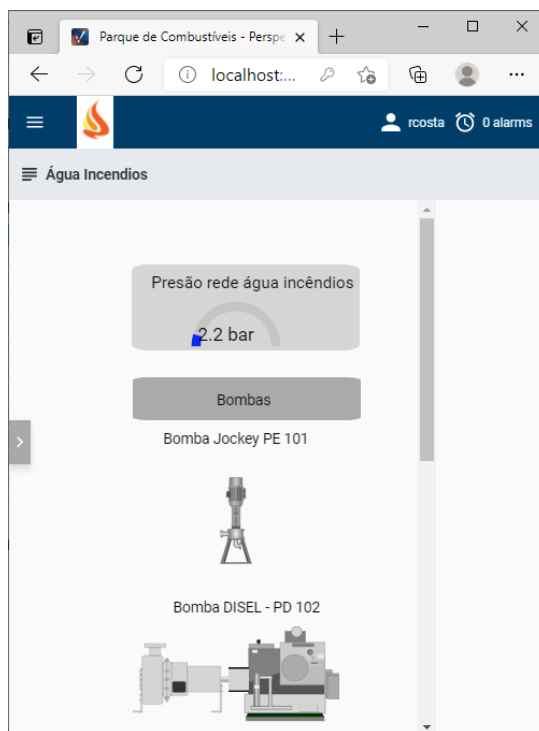 Parque de Combustíveis - Perspe
localhost:...
rcosta
0 alarms
Água Incendios
Presão rede água incêndios
2.2 bar
Bombas
Bomba Jockey PE 101
Bomba DISEL - PD 102